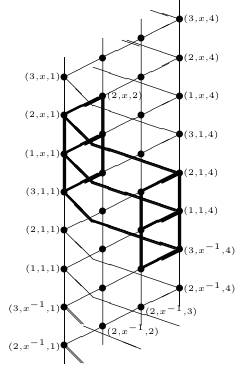 (3,x,4)
(2,x,4)
(3,x,1)
(1,x,4)
(2,x,2)
(2,x,1)
(3,1,4)
(1,x,1)
(2,1,4)
(3,1,1)
(1,1,4)
(2,1,1)
(3,x⁻¹,4)
(1,1,1)
(2,x⁻¹,4)
(3,x⁻¹,1)
(2,x⁻¹,3)
(2,x⁻¹,2)
(2,x⁻¹,1)